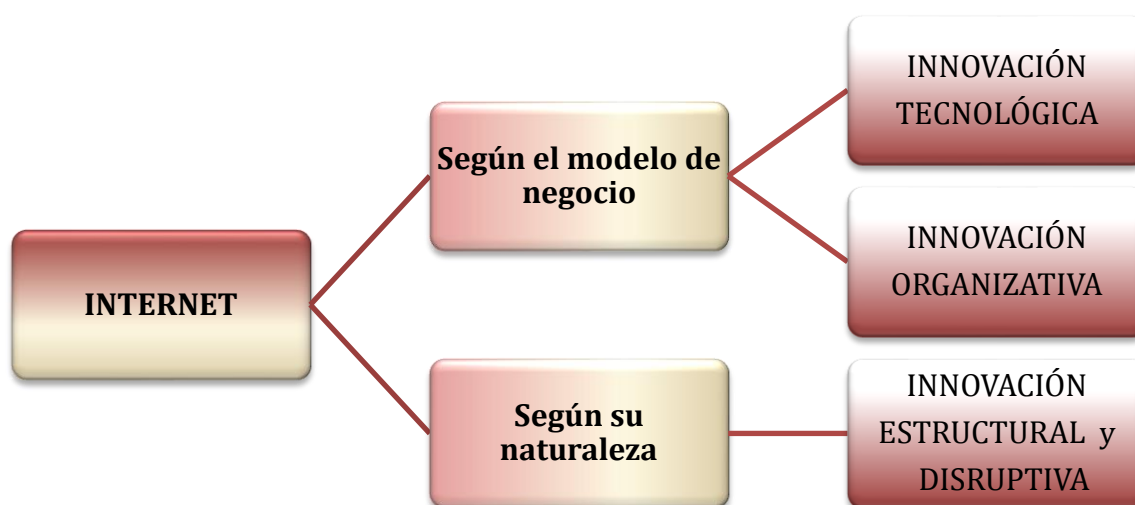 INTERNET
Según el modelo de
negocio
INNOVACIÓN
TECNOLÓGICA
INNOVACIÓN
ORGANIZATIVA
Según su
naturaleza
INNOVACIÓN
ESTRUCTURAL y
DISRUPTIVA